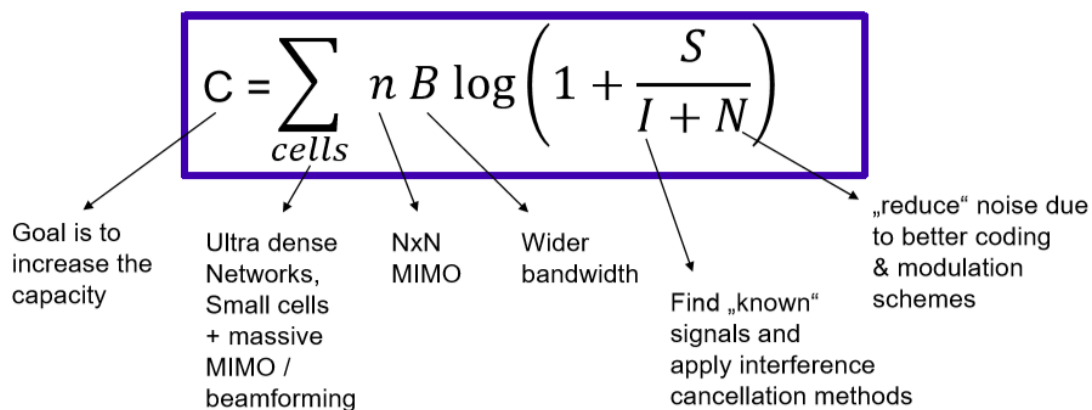 C = ∑ n B log(1 + S/(I + N))
cells
Goal is to
increase the
capacity
Ultra dense
Networks,
Small cells
+ massive
MIMO /
beamforming
NxN
MIMO
Wider
bandwidth
Find „known“
signals and
apply interference
cancellation methods
„reduce“ noise due
to better coding
& modulation
schemes